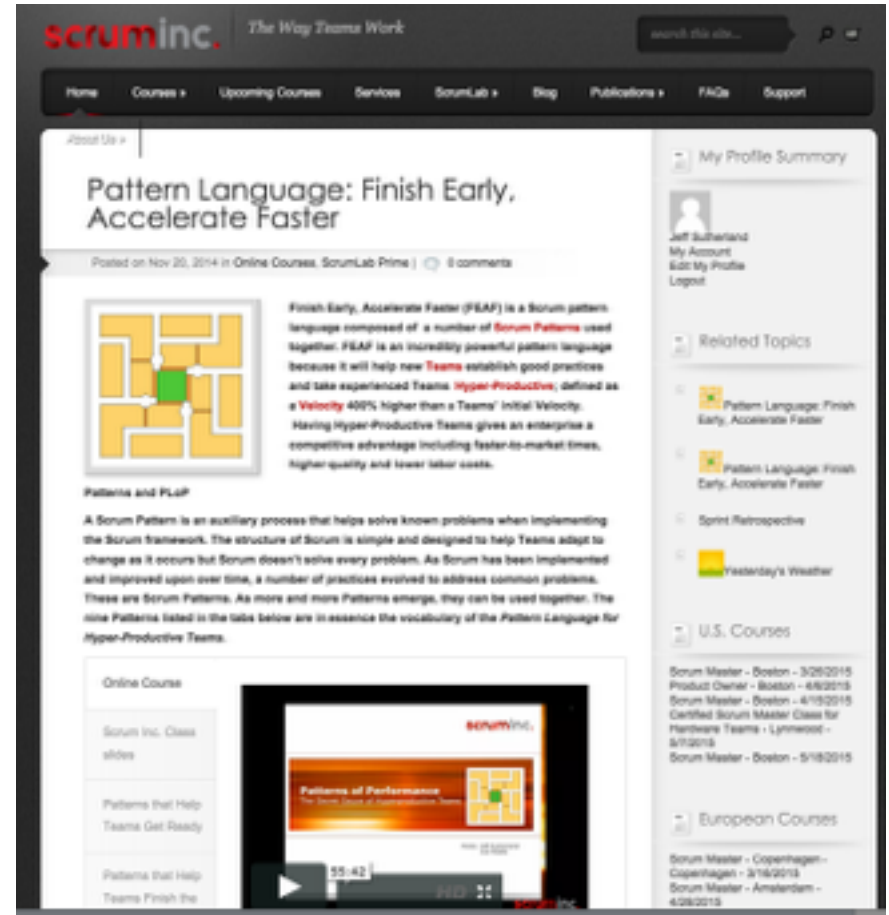 scruminc.
The Way Teams Work
search this site...
Home Courses » Upcoming Courses Services ScrumLab » Blog Publications » FAQs Support
About Us »
Pattern Language: Finish Early,
Accelerate Faster
Posted on Nov 20, 2014 in Online Courses, ScrumLab Prime | 0 comments
Finish Early, Accelerate Faster (FEAF) is a Scrum pattern
language composed of a number of Scrum Patterns used
together. FEAF is an incredibly powerful pattern language
because it will help new Teams establish good practices
and take experienced Teams Hyper-Productive; defined as
a Velocity 400% higher than a Teams' initial Velocity.
Having Hyper-Productive Teams gives an enterprise a
competitive advantage including faster-to-market times,
higher quality and lower labor costs.
Patterns and PLoP
A Scrum Pattern is an auxiliary process that helps solve known problems when implementing
the Scrum framework. The structure of Scrum is simple and designed to help Teams adapt to
change as it occurs but Scrum doesn't solve every problem. As Scrum has been implemented
and improved upon over time, a number of practices evolved to address common problems.
These are Scrum Patterns. As more and more Patterns emerge, they can be used together. The
nine Patterns listed in the tabs below are in essence the vocabulary of the Pattern Language for
Hyper-Productive Teams.
Online Course
Scrum Inc. Class
slides
Patterns that Help
Teams Get Ready
Patterns that Help
Teams Finish the
scruminc.
Patterns of Performance
The Secret Sauce of Hyperproductive Teams
55:42
HD
scruminc.
My Profile Summary
Jeff Sutherland
My Account
Edit My Profile
Logout
Related Topics
Pattern Language: Finish
Early, Accelerate Faster
Pattern Language: Finish
Early, Accelerate Faster
Sprint Retrospective
Yesterday's Weather
U.S. Courses
Scrum Master - Boston - 3/26/2015
Product Owner - Boston - 4/6/2015
Scrum Master - Boston - 4/15/2015
Certified Scrum Master Class for
Hardware Teams - Lynnwood -
5/7/2015
Scrum Master - Boston - 5/18/2015
European Courses
Scrum Master - Copenhagen -
Copenhagen - 3/16/2015
Scrum Master - Amsterdam -
4/28/2015